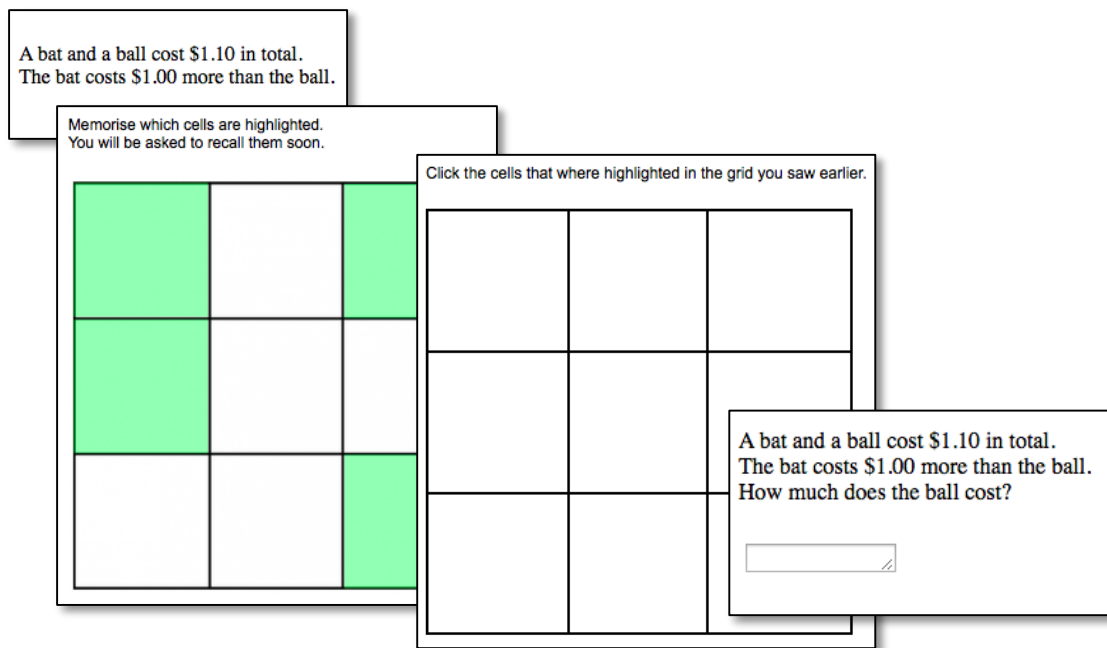 A bat and a ball cost $1.10 in total.
The bat costs $1.00 more than the ball.
Memorise which cells are highlighted.
You will be asked to recall them soon.
Click the cells that where highlighted in the grid you saw earlier.
A bat and a ball cost $1.10 in total.
The bat costs $1.00 more than the ball.
How much does the ball cost?